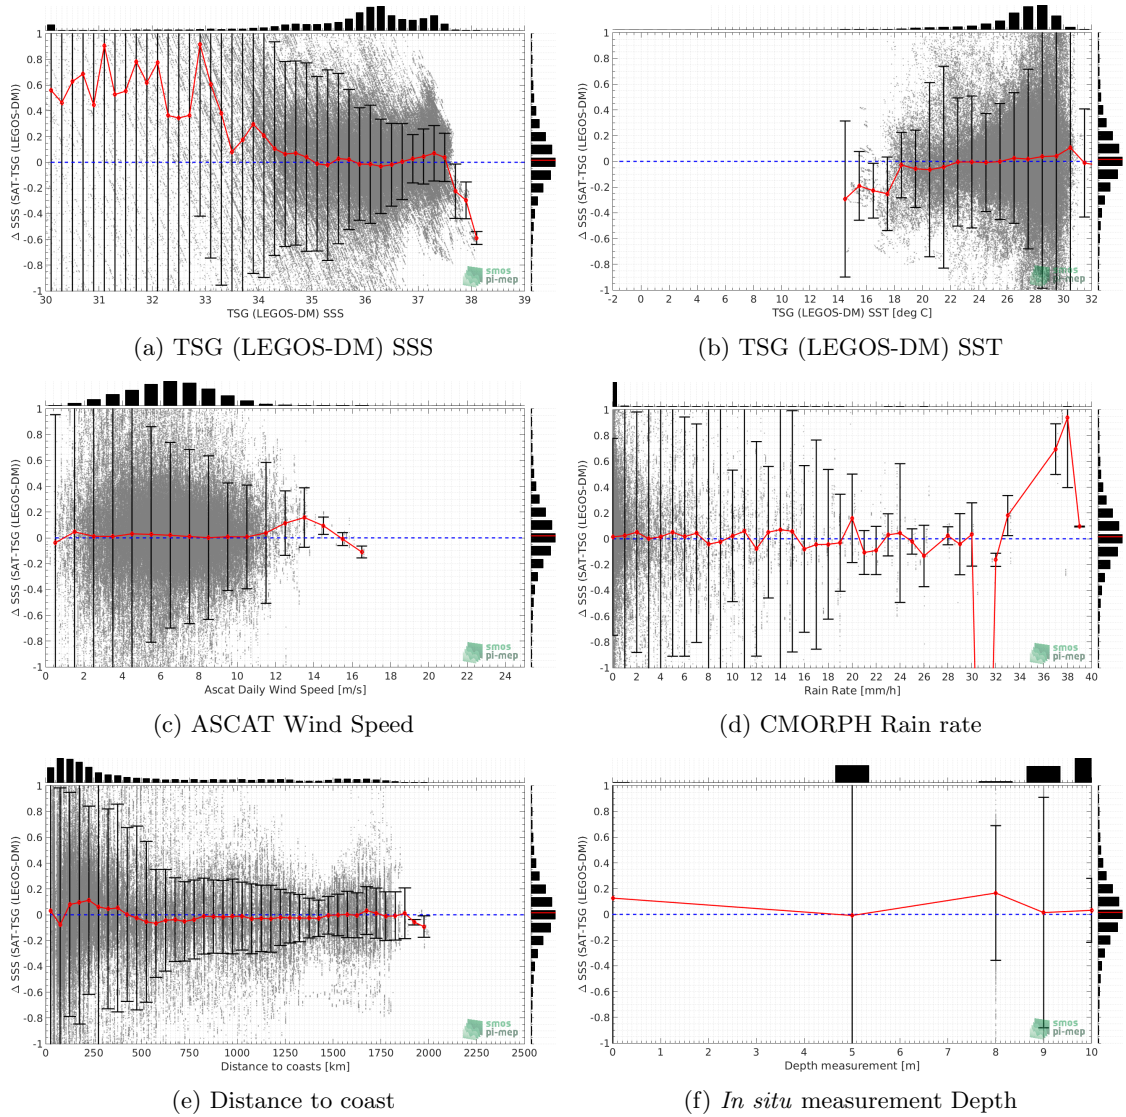 Δ SSS (SAT-TSG (LEGOS-DM))
1
0.8
0.6
0.4
0.2
0
-0.2
-0.4
-0.6
-0.8
-1
smos
pi-mep
30 31 32 33 34 35 36 37 38 39
TSG (LEGOS-DM) SSS
(a) TSG (LEGOS-DM) SSS
Δ SSS (SAT-TSG (LEGOS-DM))
1
0.8
0.6
0.4
0.2
0
-0.2
-0.4
-0.6
-0.8
-1
smos
pi-mep
-2 0 2 4 6 8 10 12 14 16 18 20 22 24 26 28 30 32
TSG (LEGOS-DM) SST [deg C]
(b) TSG (LEGOS-DM) SST
Δ SSS (SAT-TSG (LEGOS-DM))
1
0.8
0.6
0.4
0.2
0
-0.2
-0.4
-0.6
-0.8
-1
smos
pi-mep
0 2 4 6 8 10 12 14 16 18 20 22 24
Ascat Daily Wind Speed [m/s]
(c) ASCAT Wind Speed
Δ SSS (SAT-TSG (LEGOS-DM))
1
0.8
0.6
0.4
0.2
0
-0.2
-0.4
-0.6
-0.8
-1
smos
pi-mep
0 2 4 6 8 10 12 14 16 18 20 22 24 26 28 30 32 34 36 38 40
Rain Rate [mm/h]
(d) CMORPH Rain rate
Δ SSS (SAT-TSG (LEGOS-DM))
1
0.8
0.6
0.4
0.2
0
-0.2
-0.4
-0.6
-0.8
-1
smos
pi-mep
0 250 500 750 1000 1250 1500 1750 2000 2250 2500
Distance to coasts [km]
(e) Distance to coast
Δ SSS (SAT-TSG (LEGOS-DM))
1
0.8
0.6
0.4
0.2
0
-0.2
-0.4
-0.6
-0.8
-1
smos
pi-mep
0 1 2 3 4 5 6 7 8 9 10
Depth measurement [m]
(f) In situ measurement Depth